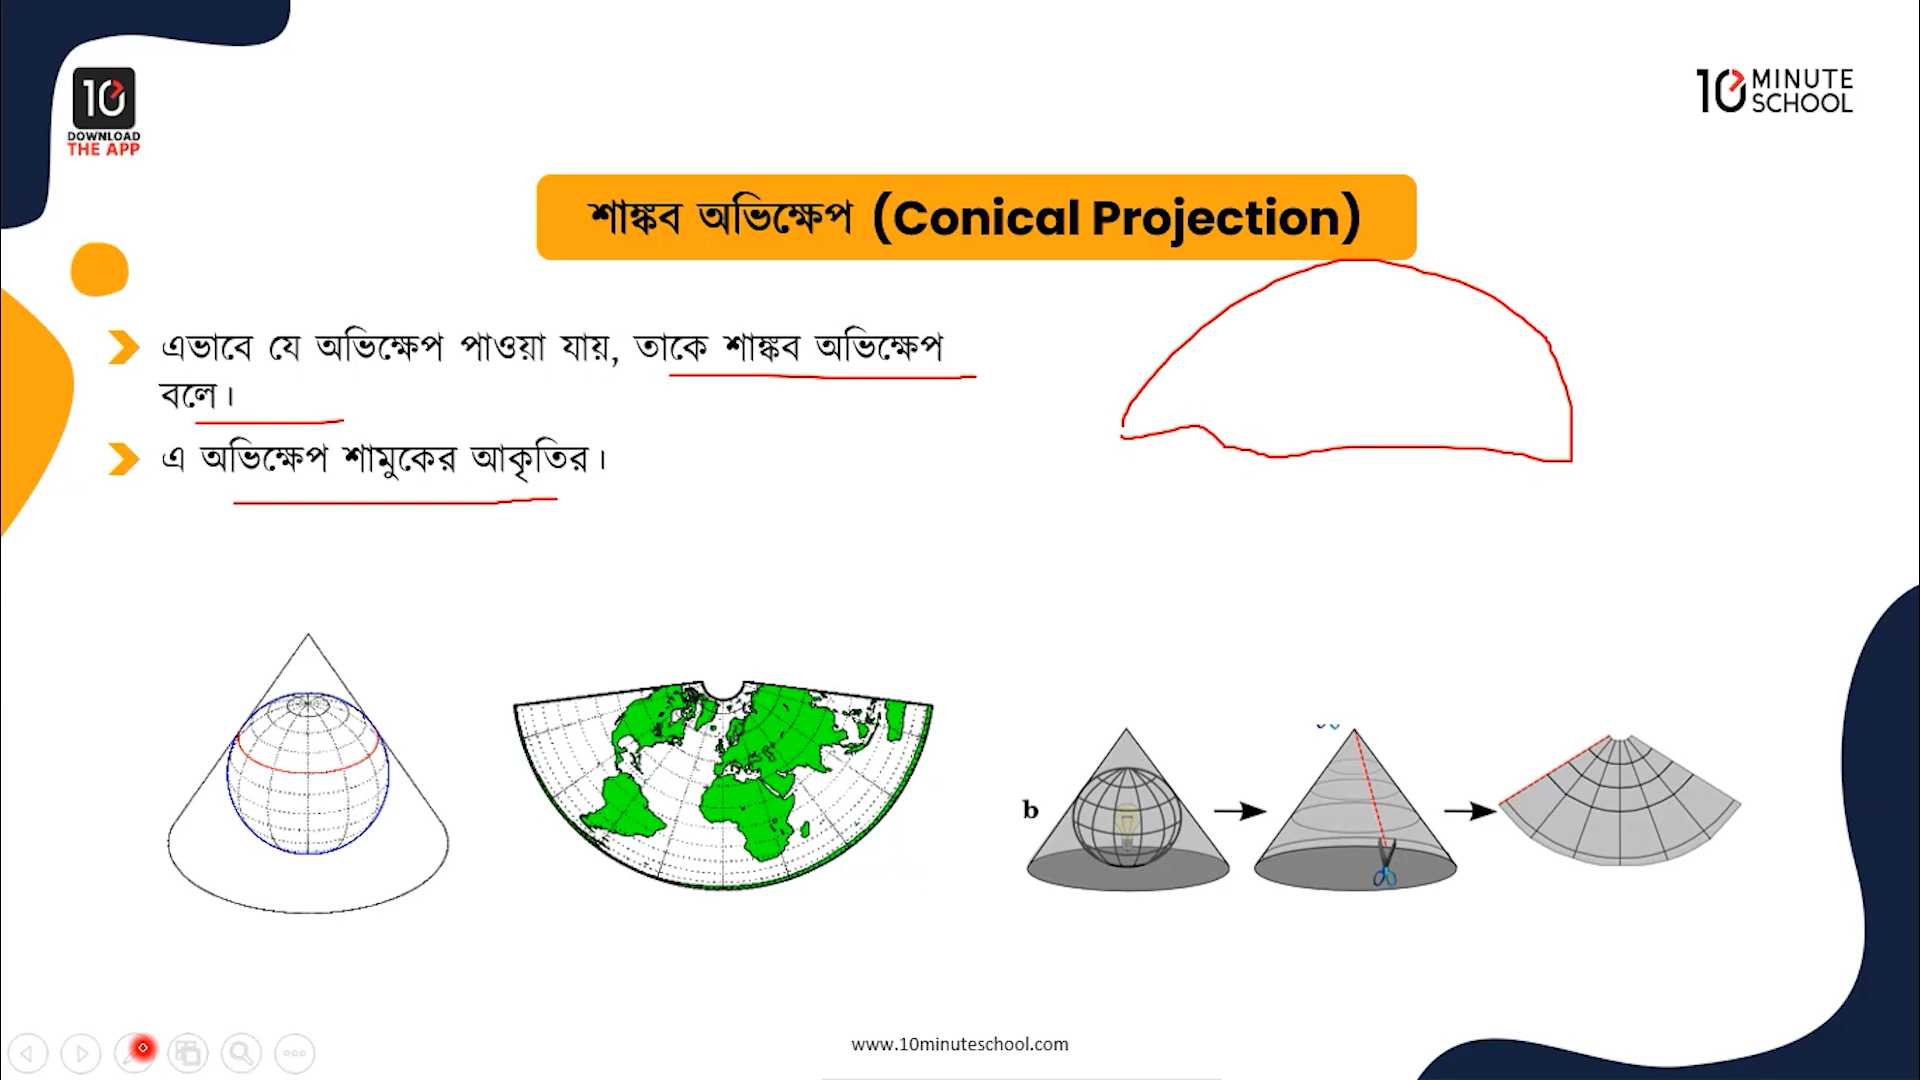 10
DOWNLOAD
THE APP
10 MINUTE
SCHOOL
শাঙ্কব অভিক্ষেপ (Conical Projection)
এভাবে যে অভিক্ষেপ পাওয়া যায়, তাকে শাঙ্কব অভিক্ষেপ
বলে।
এ অভিক্ষেপ শামুকের আকৃতির।
b
www.10minuteschool.com